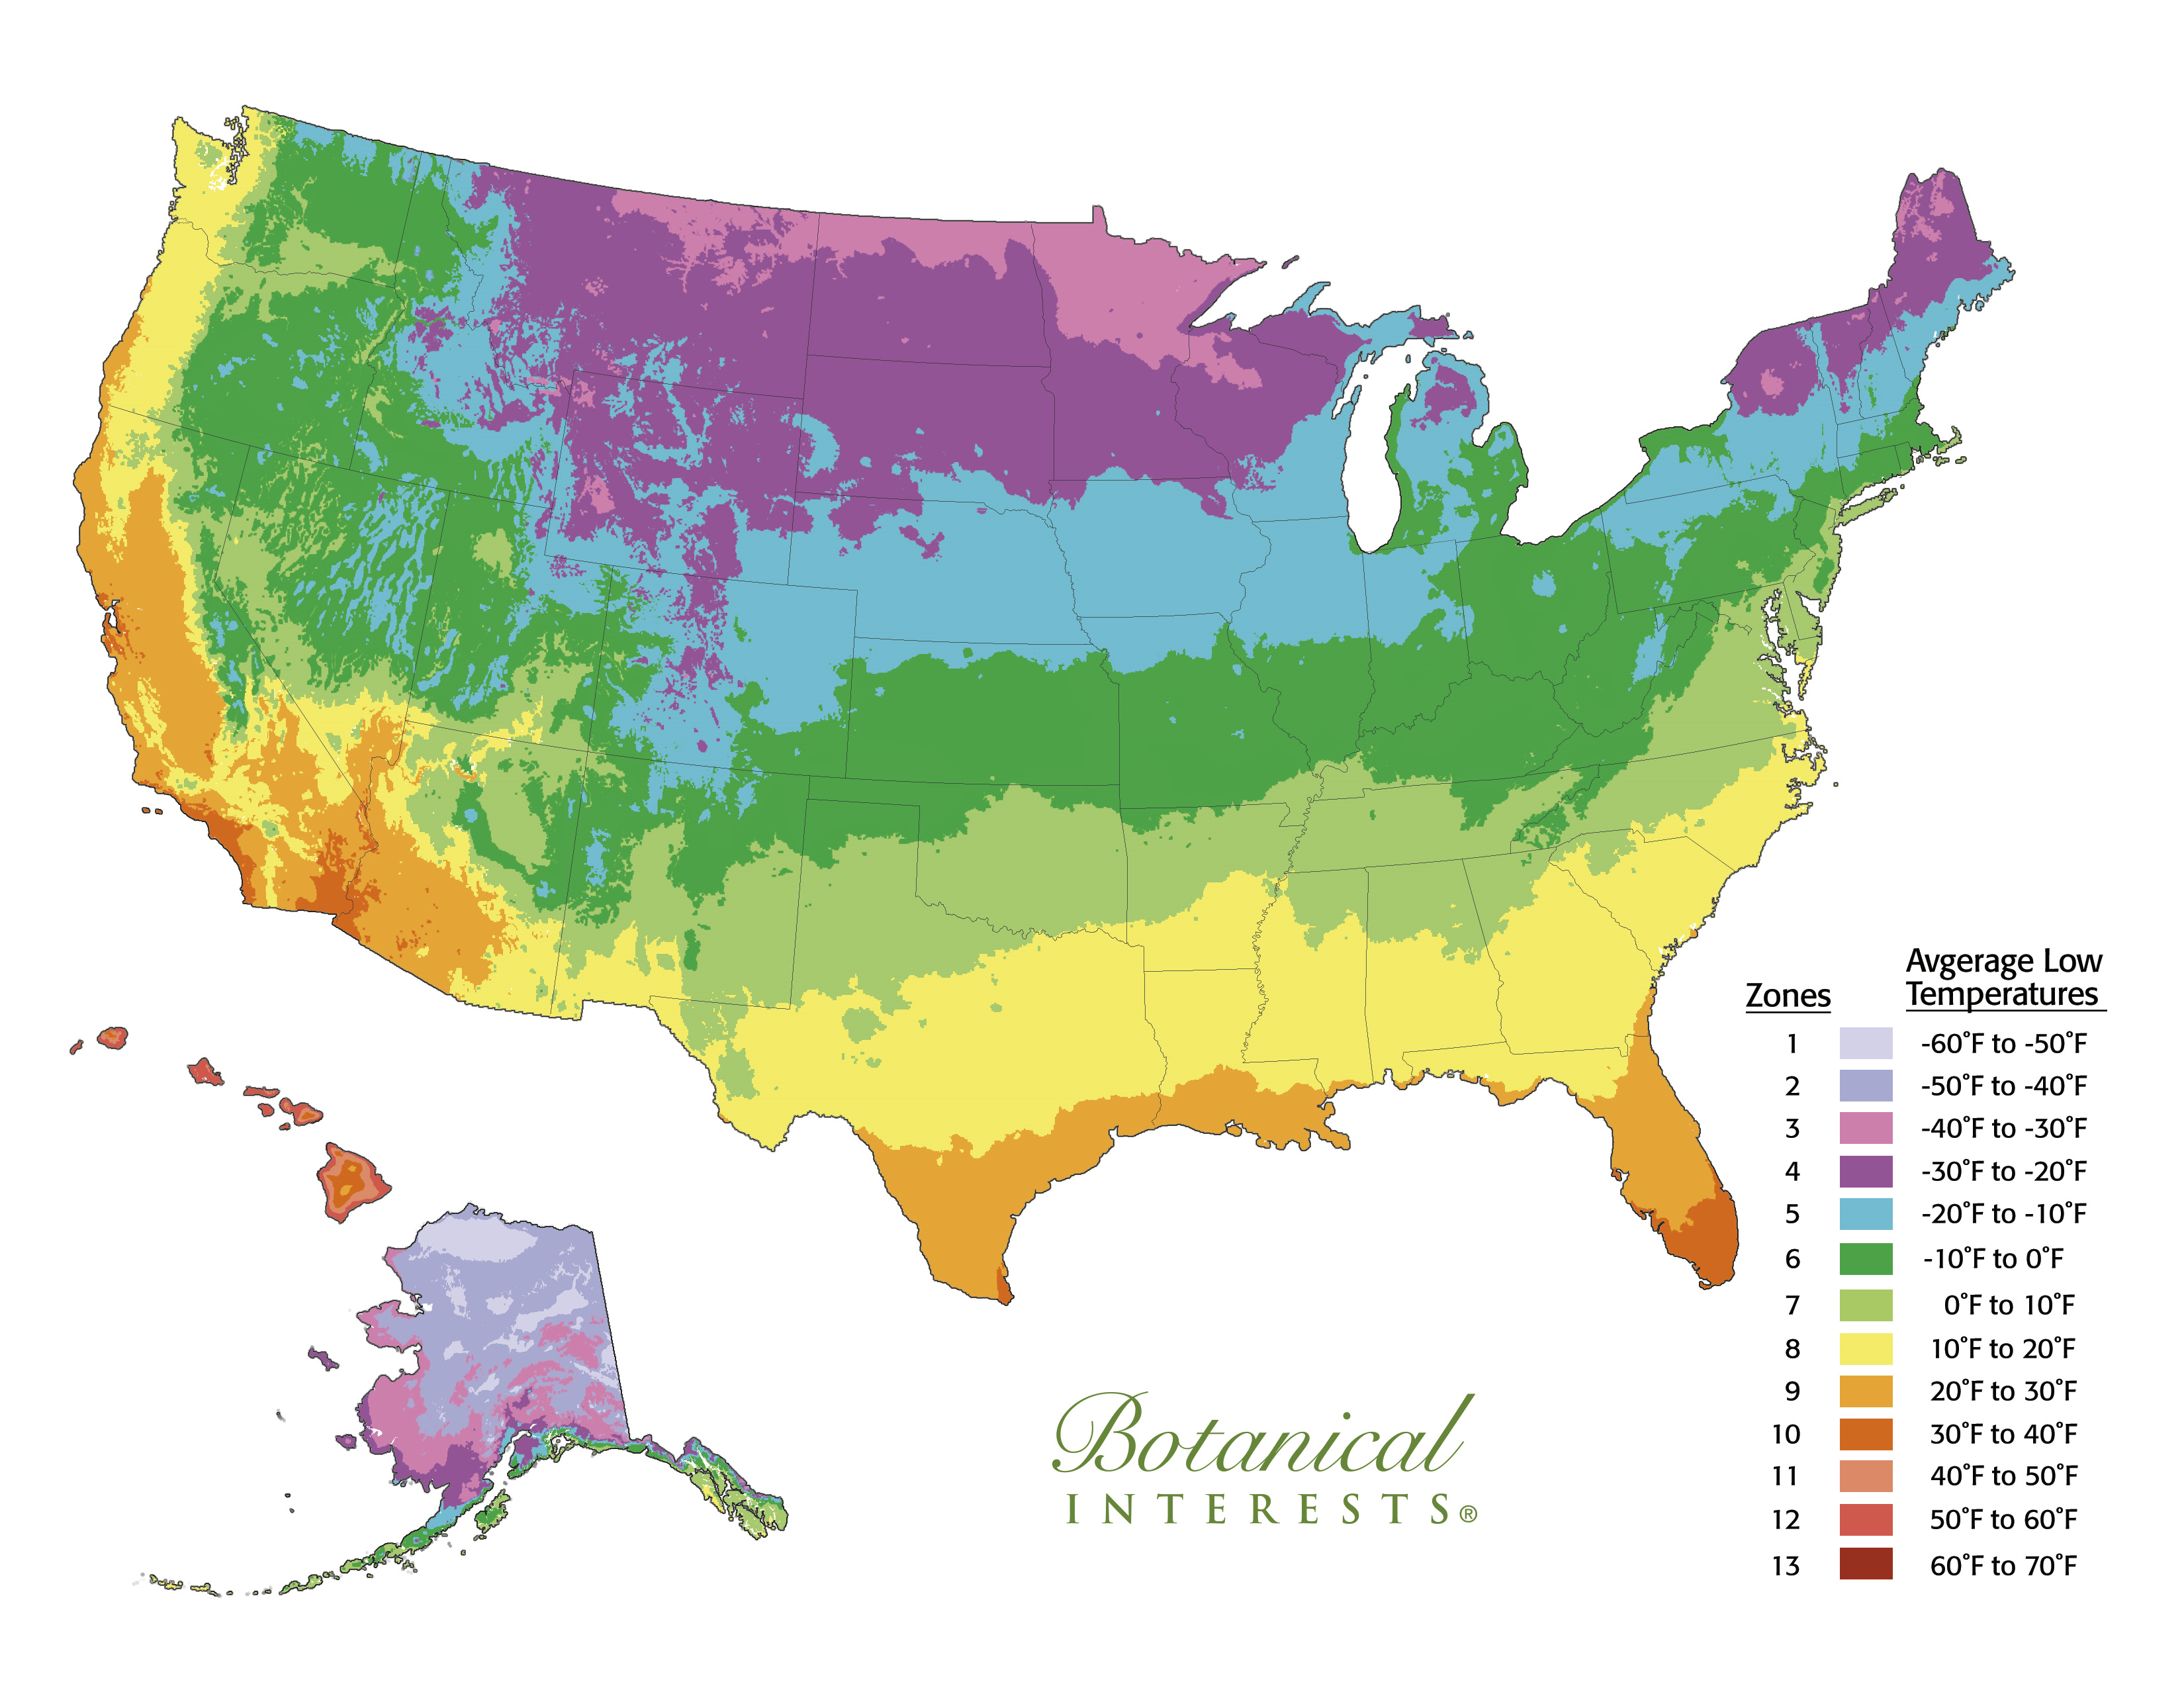 Avgerage Low
Zones Temperatures
1 -60°F to -50°F
2 -50°F to -40°F
3 -40°F to -30°F
4 -30°F to -20°F
5 -20°F to -10°F
6 -10°F to 0°F
7 0°F to 10°F
8 10°F to 20°F
9 20°F to 30°F
10 30°F to 40°F
11 40°F to 50°F
12 50°F to 60°F
13 60°F to 70°F
Botanical
INTERESTS®